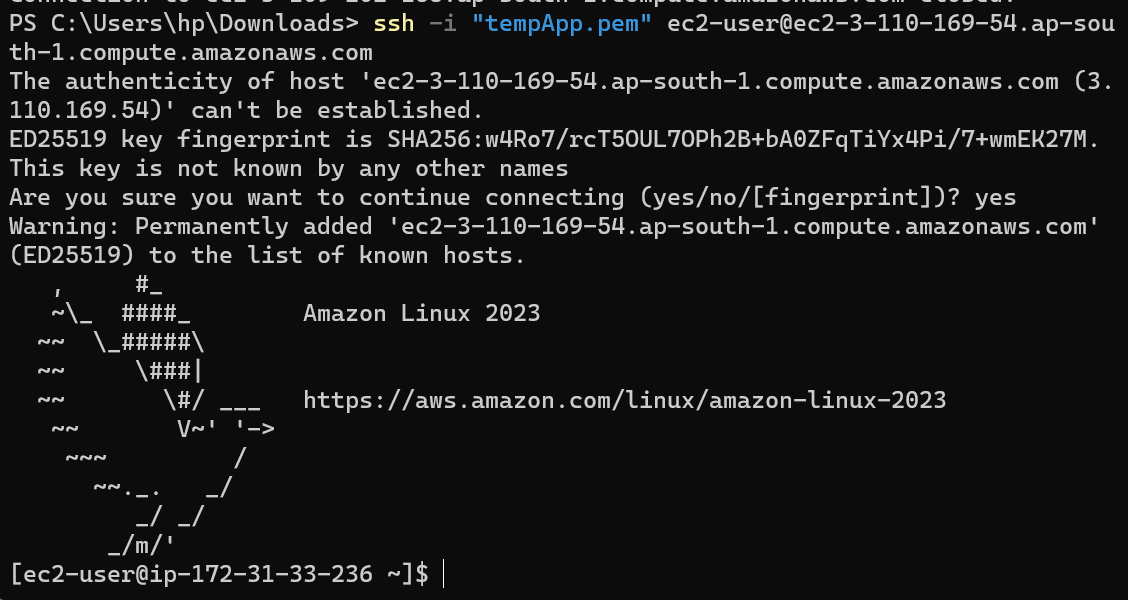 PS C:\Users\hp\Downloads> ssh -i "tempApp.pem" ec2-user@ec2-3-110-169-54.ap-sou
th-1.compute.amazonaws.com
The authenticity of host 'ec2-3-110-169-54.ap-south-1.compute.amazonaws.com (3.
110.169.54)' can't be established.
ED25519 key fingerprint is SHA256:w4Ro7/rcT5OUL7OPh2B+bA0ZFqTiYx4Pi/7+wmEK27M.
This key is not known by any other names
Are you sure you want to continue connecting (yes/no/[fingerprint])? yes
Warning: Permanently added 'ec2-3-110-169-54.ap-south-1.compute.amazonaws.com'
(ED25519) to the list of known hosts.
   ,     #_
   ~\_  ####_        Amazon Linux 2023
  ~~  \_#####\
  ~~     \###|
  ~~       \#/ ___   https://aws.amazon.com/linux/amazon-linux-2023
   ~~       V~' '->
    ~~~         /
      ~~._.   _/
         _/ _/
       _/m/'
[ec2-user@ip-172-31-33-236 ~]$